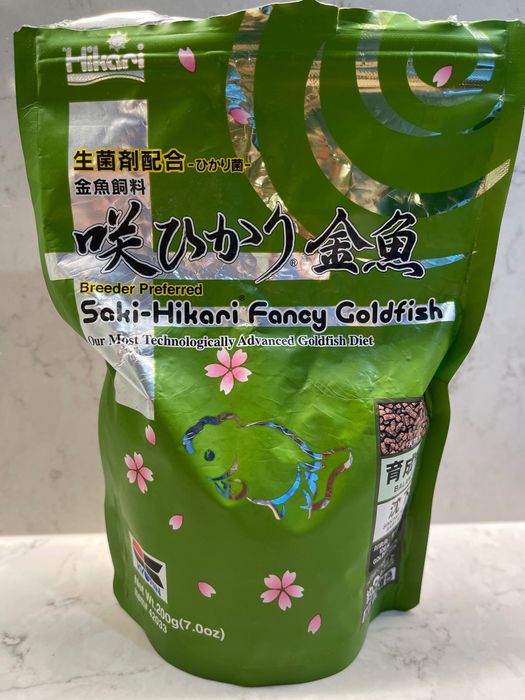 Hikari
生菌剤配合 -ひかり菌-
金魚飼料
咲ひかり®金魚
Breeder Preferred
Saki-Hikari® Fancy Goldfish
Our Most Technologically Advanced Goldfish Diet
育成
Net Wt. 200g(7.0oz)
Item# 42033